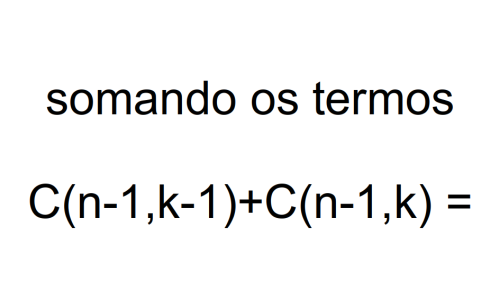 somando os termos
C(n-1,k-1)+C(n-1,k) =